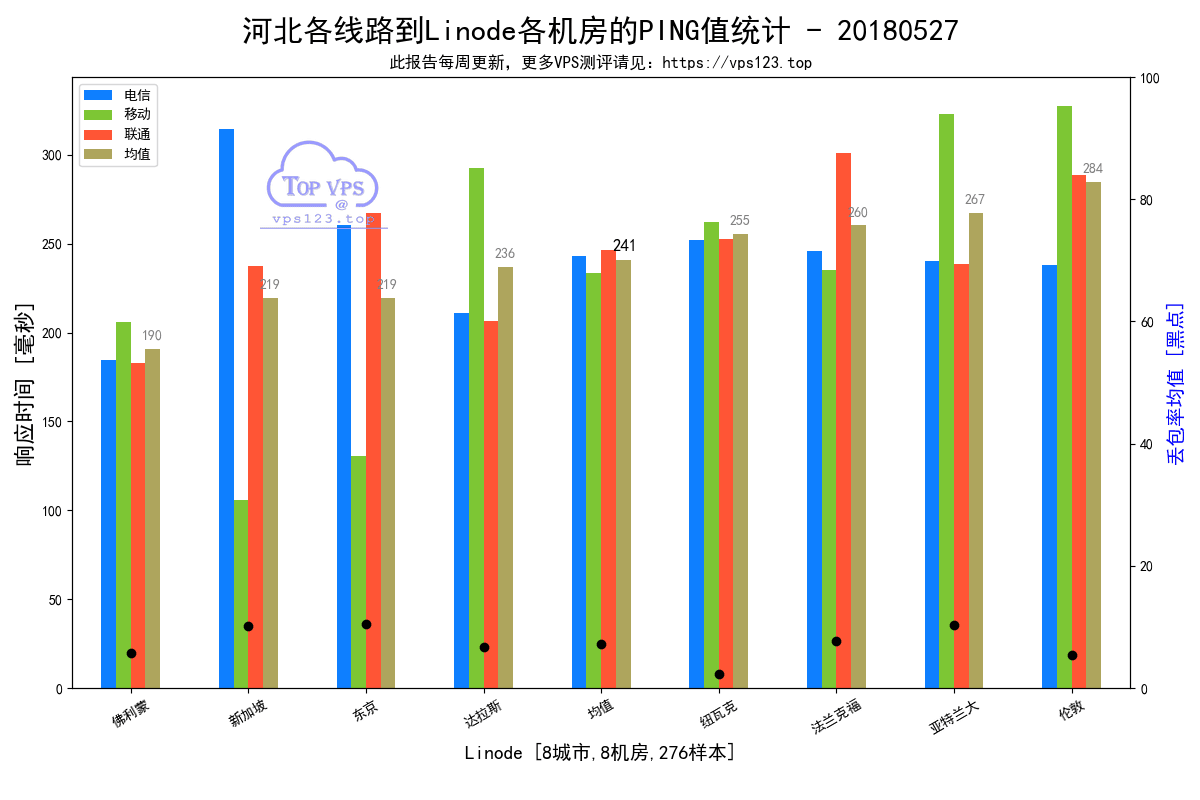 河北各线路到Linode各机房的PING值统计 - 20180527
此报告每周更新，更多VPS测评请见：https://vps123.top
电信
移动
联通
均值
TOP VPS
@
vps123.top
响应时间 [毫秒]
300
250
200
150
100
50
0
190
219
219
236
241
255
260
267
284
100
80
60
40
20
0
丢包率均值 [黑点]
佛利蒙
新加坡
东京
达拉斯
均值
纽瓦克
法兰克福
亚特兰大
伦敦
Linode [8城市,8机房,276样本]